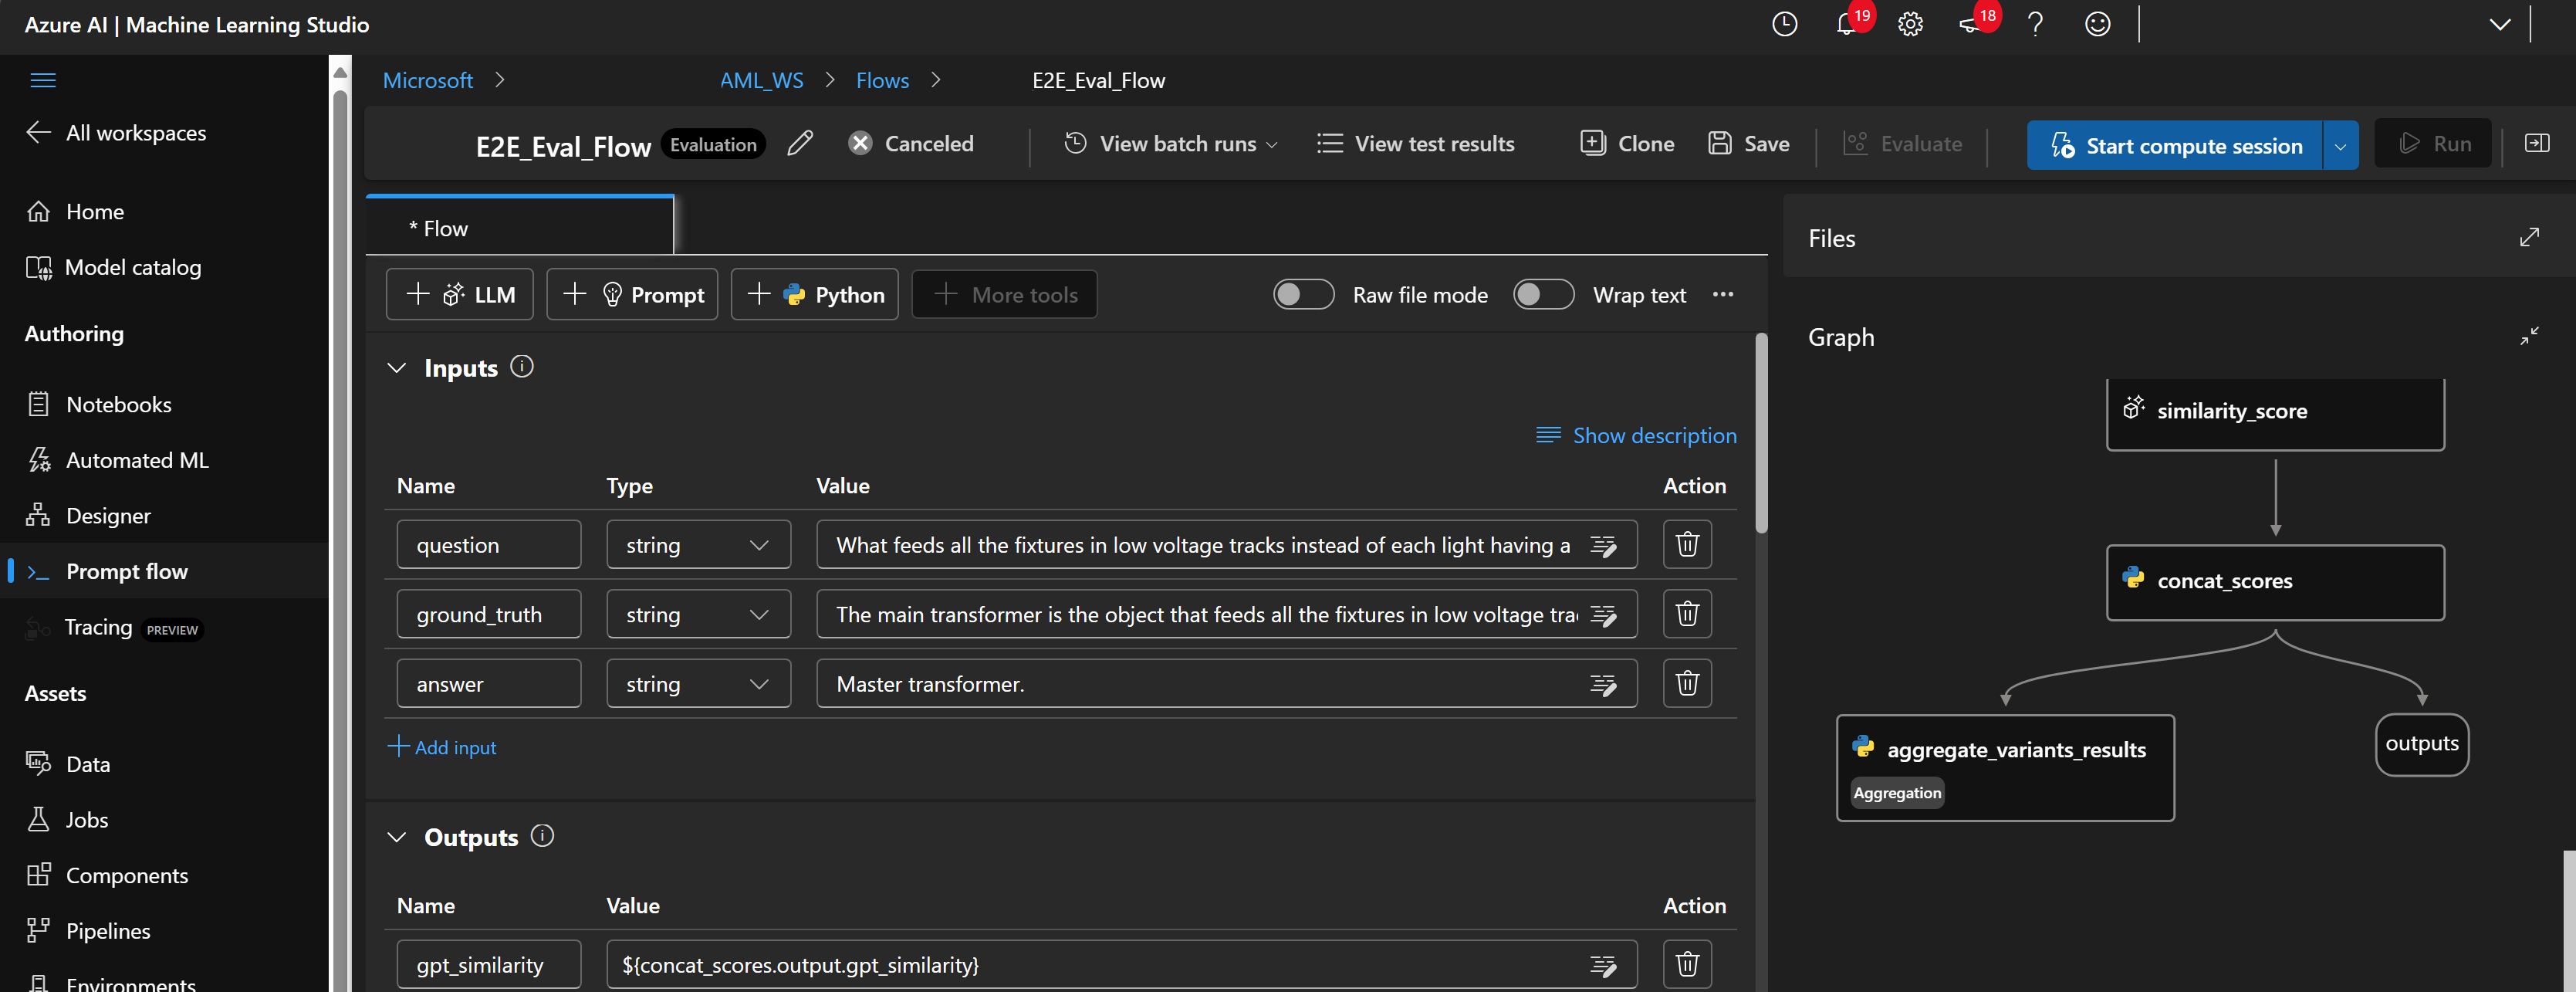 Azure AI | Machine Learning Studio
19
18
All workspaces
Home
Model catalog
Authoring
Notebooks
Automated ML
Designer
Prompt flow
Tracing PREVIEW
Assets
Data
Jobs
Components
Pipelines
Environments
Microsoft > AML_WS > Flows > E2E_Eval_Flow
E2E_Eval_Flow Evaluation Canceled View batch runs View test results Clone Save Evaluate Start compute session Run
* Flow
LLM Prompt Python More tools Raw file mode Wrap text
Inputs
Show description
Name Type Value Action
question string What feeds all the fixtures in low voltage tracks instead of each light having a
ground_truth string The main transformer is the object that feeds all the fixtures in low voltage tra
answer string Master transformer.
Add input
Outputs
Name Value Action
gpt_similarity ${concat_scores.output.gpt_similarity}
Files
Graph
similarity_score
concat_scores
aggregate_variants_results
Aggregation
outputs